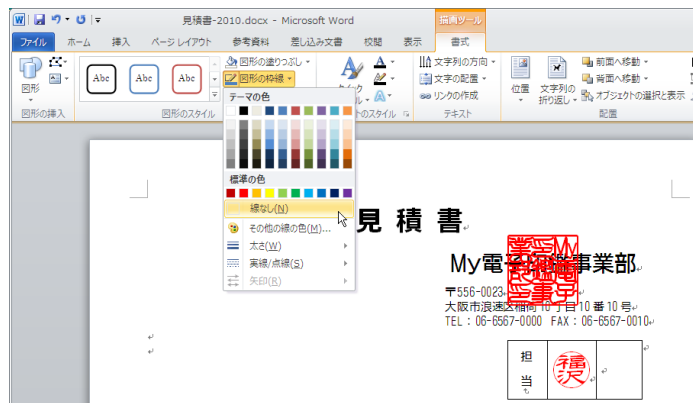 見積書-2010.docx - Microsoft Word
描画ツール
ファイル ホーム 挿入 ページ レイアウト 参考資料 差し込み文書 校閲 表示 書式
図形
Abc Abc Abc
図形の塗りつぶし
図形の枠線
文字列の方向
文字の配置
リンクの作成
位置
文字列の
折り返し
前面へ移動
背面へ移動
オブジェクトの選択と表示
図形の挿入 図形のスタイル テキスト 配置
テーマの色
標準の色
線なし(N)
その他の線の色(M)...
太さ(W)
実線/点線(S)
矢印(R)
見 積 書
My電子印鑑事業部
〒556-0023
大阪市浪速区稲荷10丁目10番10号
TEL:06-6567-0000 FAX:06-6567-0010
担
当
福
沢